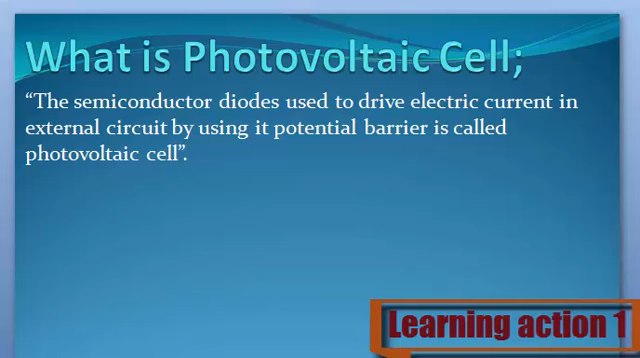 What is Photovoltaic Cell;
“The semiconductor diodes used to drive electric current in
external circuit by using it potential barrier is called
photovoltaic cell”.
Learning action 1